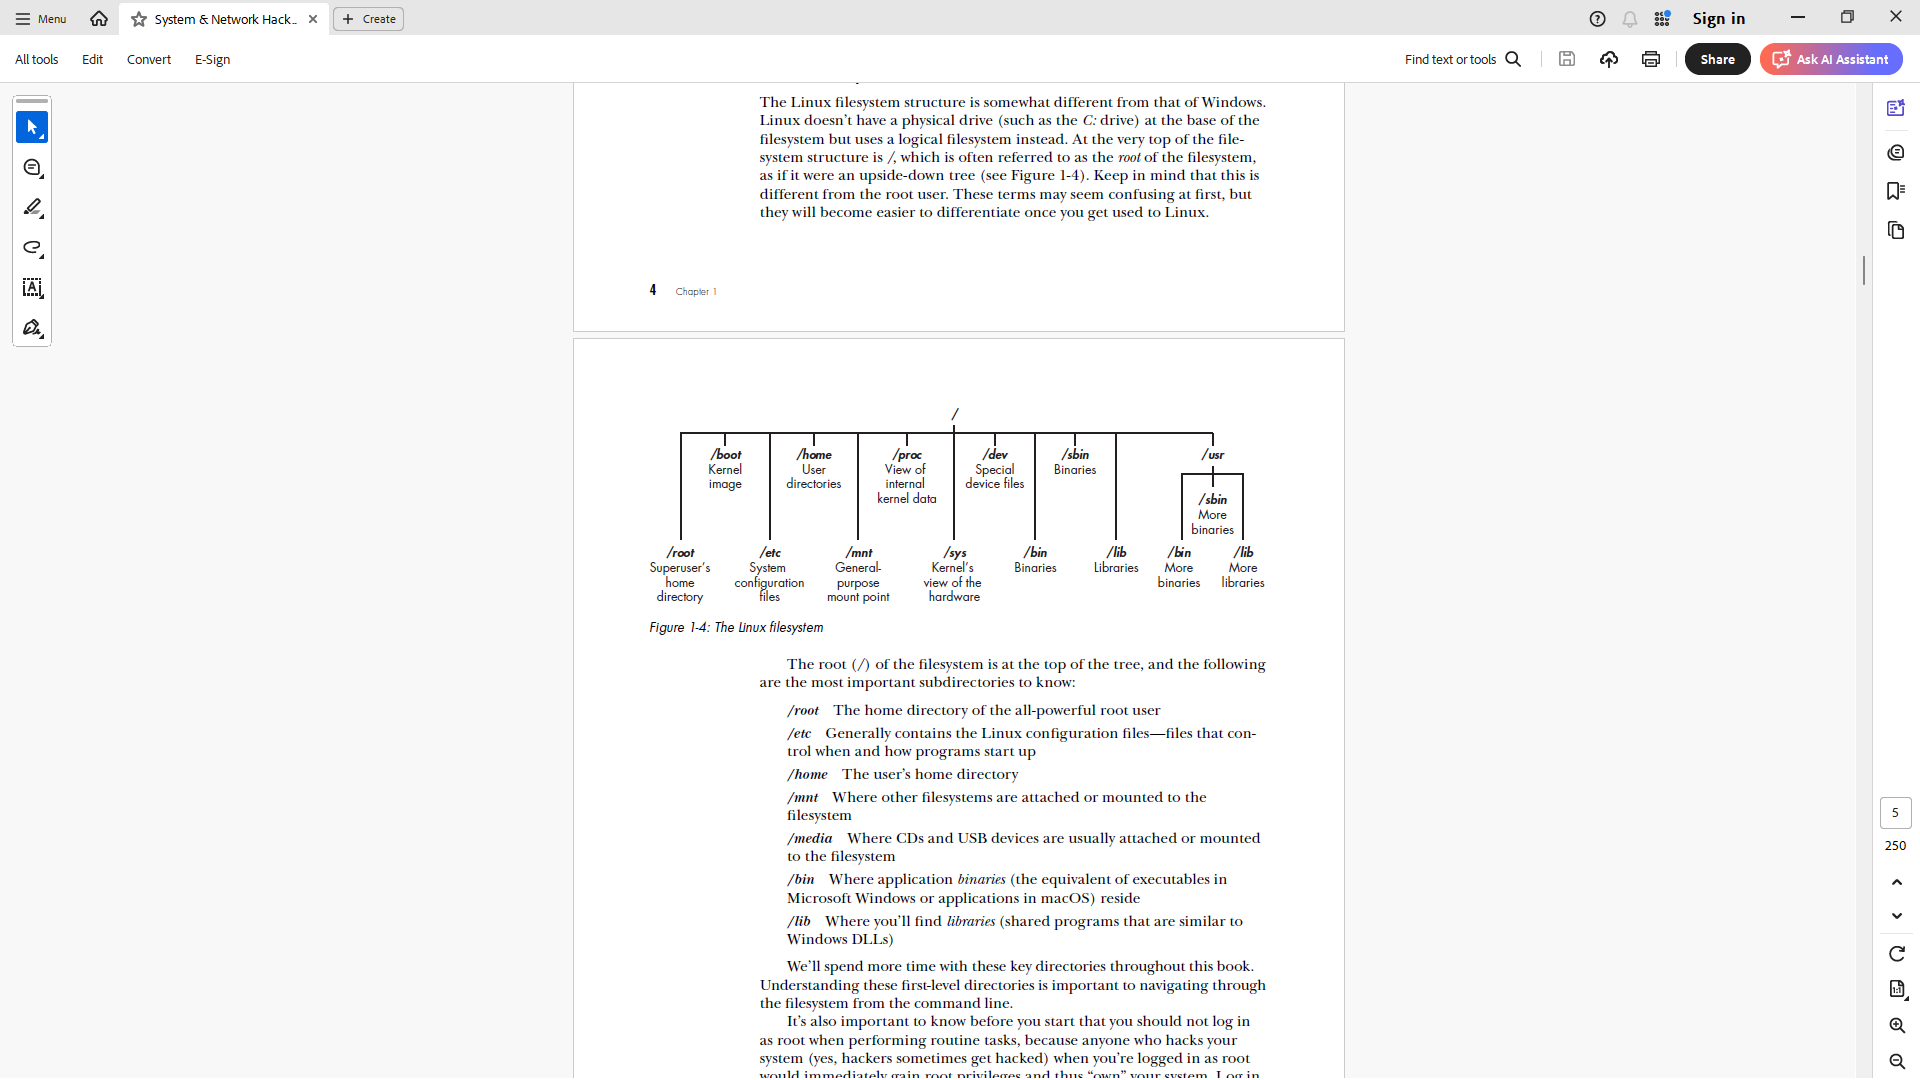 Menu
System & Network Hack...
Create
Sign in
All tools
Edit
Convert
E-Sign
Find text or tools
Share
Ask AI Assistant
The Linux filesystem structure is somewhat different from that of Windows.
Linux doesn't have a physical drive (such as the C: drive) at the base of the
filesystem but uses a logical filesystem instead. At the very top of the file-
system structure is /, which is often referred to as the root of the filesystem,
as if it were an upside-down tree (see Figure 1-4). Keep in mind that this is
different from the root user. These terms may seem confusing at first, but
they will become easier to differentiate once you get used to Linux.
4 Chapter 1
/
/boot
Kernel
image
/home
User
directories
/proc
View of
internal
kernel data
/dev
Special
device files
/sbin
Binaries
/usr
/sbin
More
binaries
/root
Superuser's
home
directory
/etc
System
configuration
files
/mnt
General-
purpose
mount point
/sys
Kernel's
view of the
hardware
/bin
Binaries
/lib
Libraries
/bin
More
binaries
/lib
More
libraries
Figure 1-4: The Linux filesystem
The root (/) of the filesystem is at the top of the tree, and the following
are the most important subdirectories to know:
/root The home directory of the all-powerful root user
/etc Generally contains the Linux configuration files—files that con-
trol when and how programs start up
/home The user's home directory
/mnt Where other filesystems are attached or mounted to the
filesystem
/media Where CDs and USB devices are usually attached or mounted
to the filesystem
/bin Where application binaries (the equivalent of executables in
Microsoft Windows or applications in macOS) reside
/lib Where you'll find libraries (shared programs that are similar to
Windows DLLs)
We'll spend more time with these key directories throughout this book.
Understanding these first-level directories is important to navigating through
the filesystem from the command line.
It's also important to know before you start that you should not log in
as root when performing routine tasks, because anyone who hacks your
system (yes, hackers sometimes get hacked) when you're logged in as root
would immediately gain root privileges and thus "own" your system. Log in
5
250